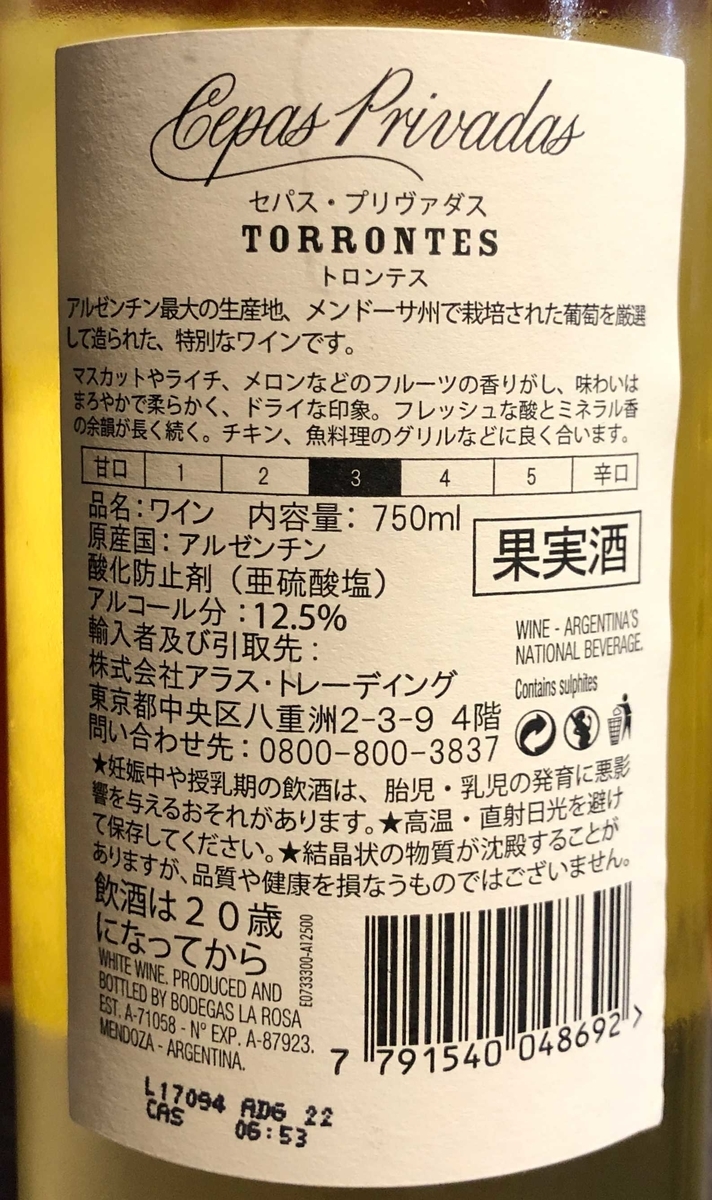 Cepas Privadas
セパス・プリヴァダス
TORRONTES
トロンテス
アルゼンチン最大の生産地、メンドーサ州で栽培された葡萄を厳選
して造られた、特別なワインです。
マスカットやライチ、メロンなどのフルーツの香りがし、味わいは
まろやかで柔らかく、ドライな印象。フレッシュな酸とミネラル香
の余韻が長く続く。チキン、魚料理のグリルなどに良く合います。
甘口 1 2 3 4 5 辛口
品名：ワイン 内容量：750ml
原産国：アルゼンチン
酸化防止剤（亜硫酸塩）
アルコール分：12.5%
輸入者及び引取先：
株式会社アラス・トレーディング
東京都中央区八重洲2-3-9 4階
問い合わせ先：0800-800-3837
果実酒
WINE - ARGENTINA'S
NATIONAL BEVERAGE.
Contains sulphites
★妊娠中や授乳期の飲酒は、胎児・乳児の発育に悪影
響を与えるおそれがあります。★高温・直射日光を避け
て保存してください。★結晶状の物質が沈殿することが
ありますが、品質や健康を損なうものではございません。
飲酒は２０歳
になってから
WHITE WINE. PRODUCED AND
BOTTLED BY BODEGAS LA ROSA
EST. A-71058 - N° EXP. A-87923.
MENDOZA - ARGENTINA.
E0733300-A12500
7 791540 048692 >
L17094 ADG 22
CAS 06:53